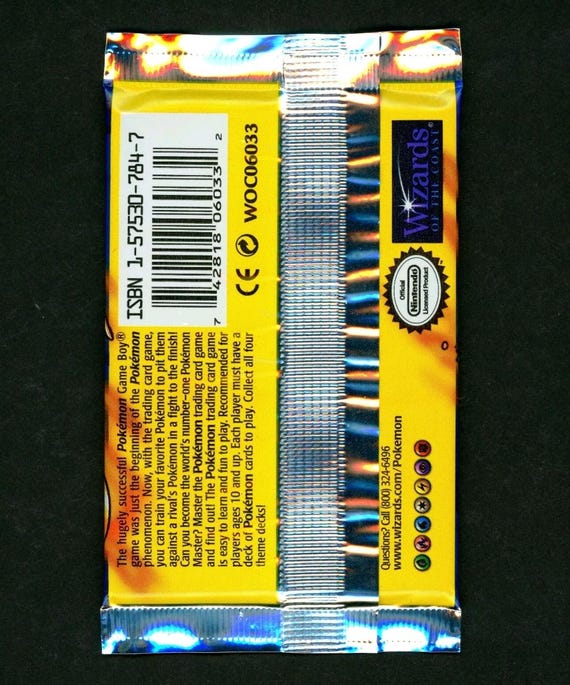 ISBN 1-57530-784-7
7 42818 06033 2
CE WOC06033
The hugely successful Pokémon Game Boy®
game was just the beginning of the Pokémon
phenomenon. Now, with the trading card game,
you can train your favorite Pokémon to pit them
against a rival's Pokémon in a fight to the finish!
Can you become the world's number-one Pokémon
Master? Master the Pokémon trading card game
and find out! The Pokémon trading card game
is easy to learn and fun to play. Recommended for
players ages 10 and up. Each player must have a
deck of Pokémon cards to play. Collect all four
theme decks!
Questions? Call (800) 324-6496
www.wizards.com/Pokemon
Official
Nintendo
Licensed Product
Wizards
OF THE COAST®